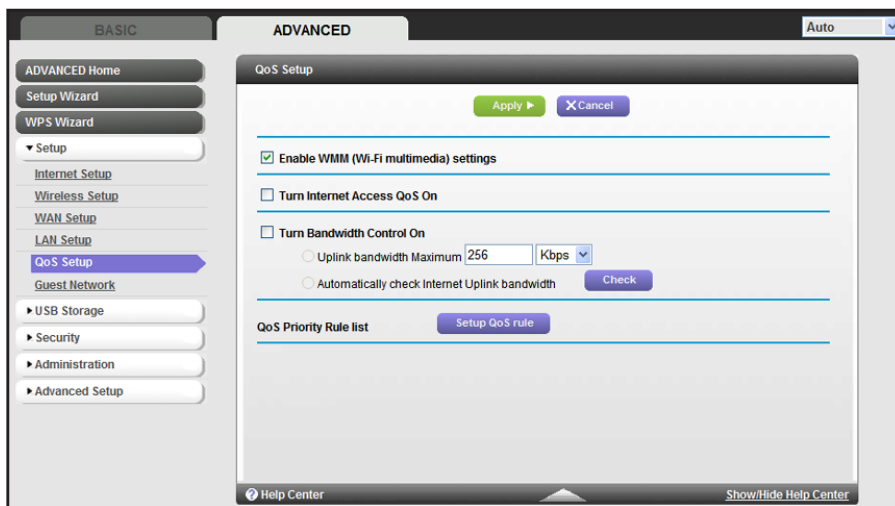 BASIC
ADVANCED
Auto
ADVANCED Home
Setup Wizard
WPS Wizard
Setup
Internet Setup
Wireless Setup
WAN Setup
LAN Setup
QoS Setup
Guest Network
USB Storage
Security
Administration
Advanced Setup
QoS Setup
Apply
Cancel
Enable WMM (Wi-Fi multimedia) settings
Turn Internet Access QoS On
Turn Bandwidth Control On
Uplink bandwidth Maximum 256 Kbps
Automatically check Internet Uplink bandwidth Check
QoS Priority Rule list Setup QoS rule
Help Center
Show/Hide Help Center